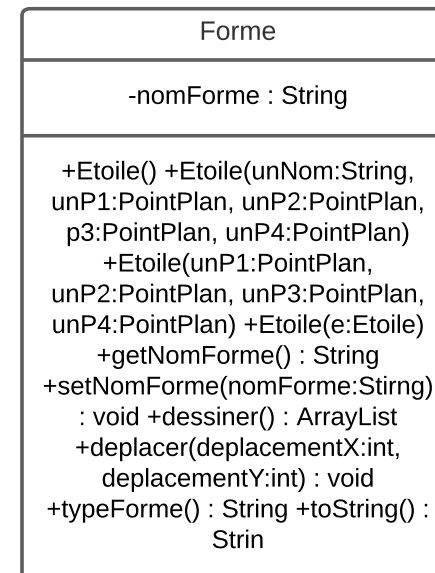 Forme
-nomForme : String
+Etoile() +Etoile(unNom:String,
unP1:PointPlan, unP2:PointPlan,
p3:PointPlan, unP4:PointPlan)
+Etoile(unP1:PointPlan,
unP2:PointPlan, unP3:PointPlan,
unP4:PointPlan) +Etoile(e:Etoile)
+getNomForme() : String
+setNomForme(nomForme:Stirng)
: void +dessiner() : ArrayList
+deplacer(deplacementX:int,
deplacementY:int) : void
+typeForme() : String +toString() :
Strin